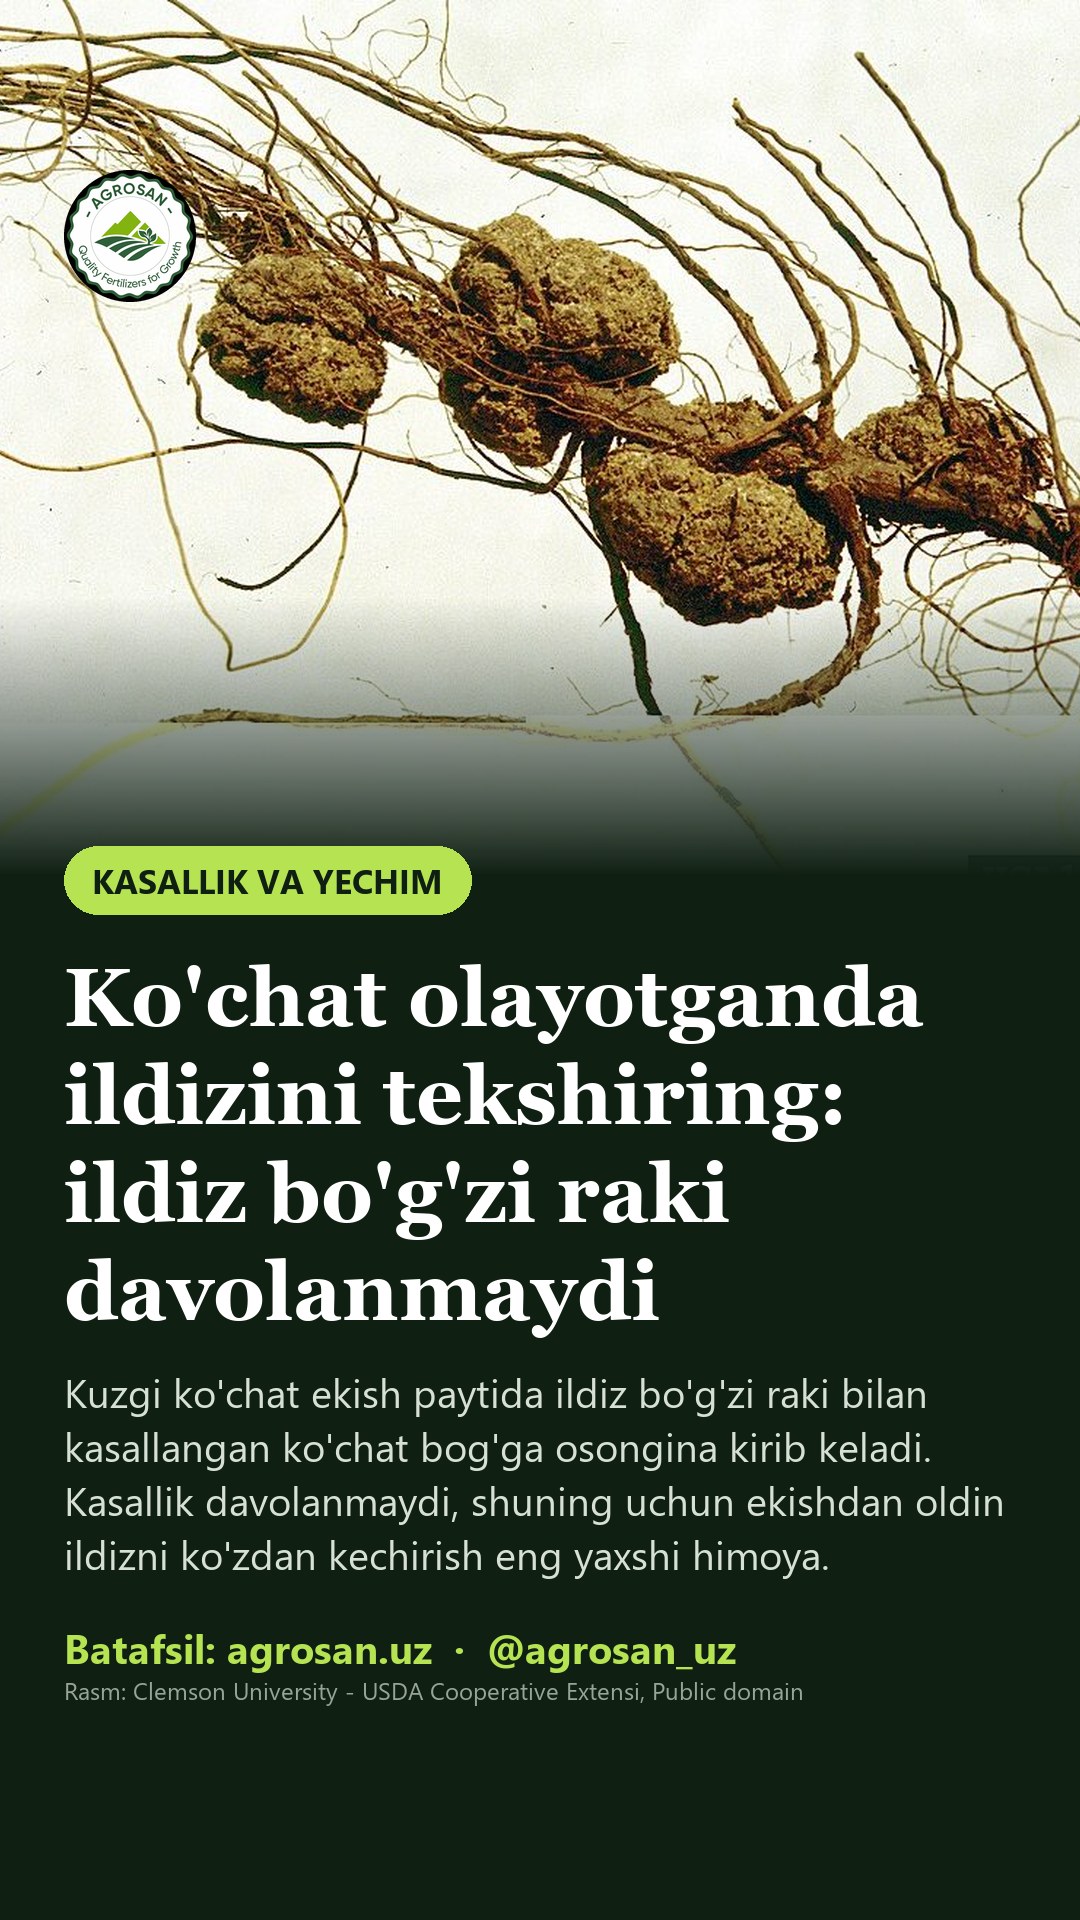 - AGROSAN -
Quality Fertilizers for Growth
KASALLIK VA YECHIM
Ko'chat olayotganda
ildizini tekshiring:
ildiz bo'g'zi raki
davolanmaydi
Kuzgi ko'chat ekish paytida ildiz bo'g'zi raki bilan
kasallangan ko'chat bog'ga osongina kirib keladi.
Kasallik davolanmaydi, shuning uchun ekishdan oldin
ildizni ko'zdan kechirish eng yaxshi himoya.
Batafsil: agrosan.uz · @agrosan_uz
Rasm: Clemson University - USDA Cooperative Extensi, Public domain